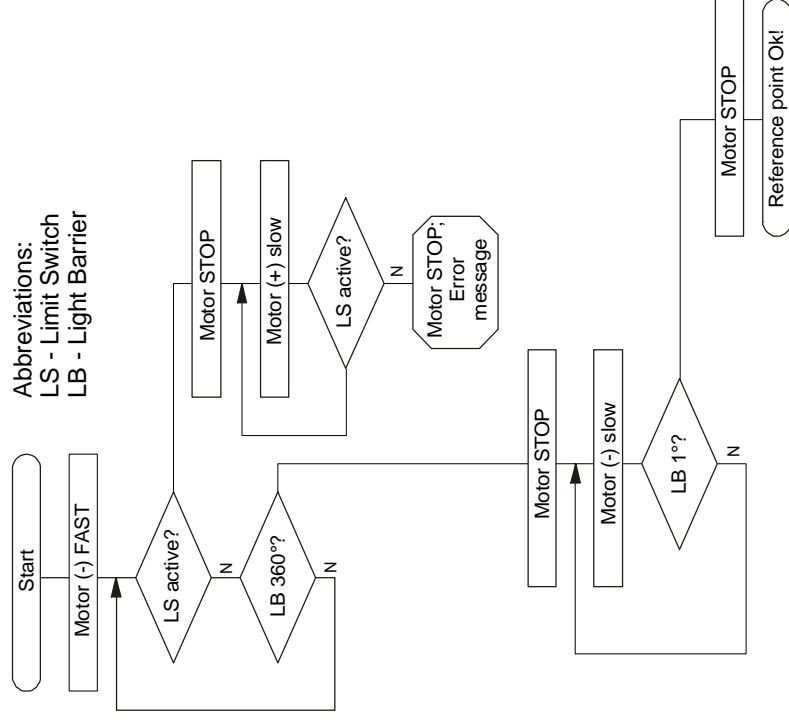 Abbreviations:
LS - Limit Switch
LB - Light Barrier
Start
Motor (-) FAST
LS active?
N
LB 360°?
N
Motor STOP
Motor (+) slow
LS active?
N
Motor STOP;
Error
message
Motor STOP
Motor (-) slow
LB 1°?
N
Motor STOP
Reference point Ok!